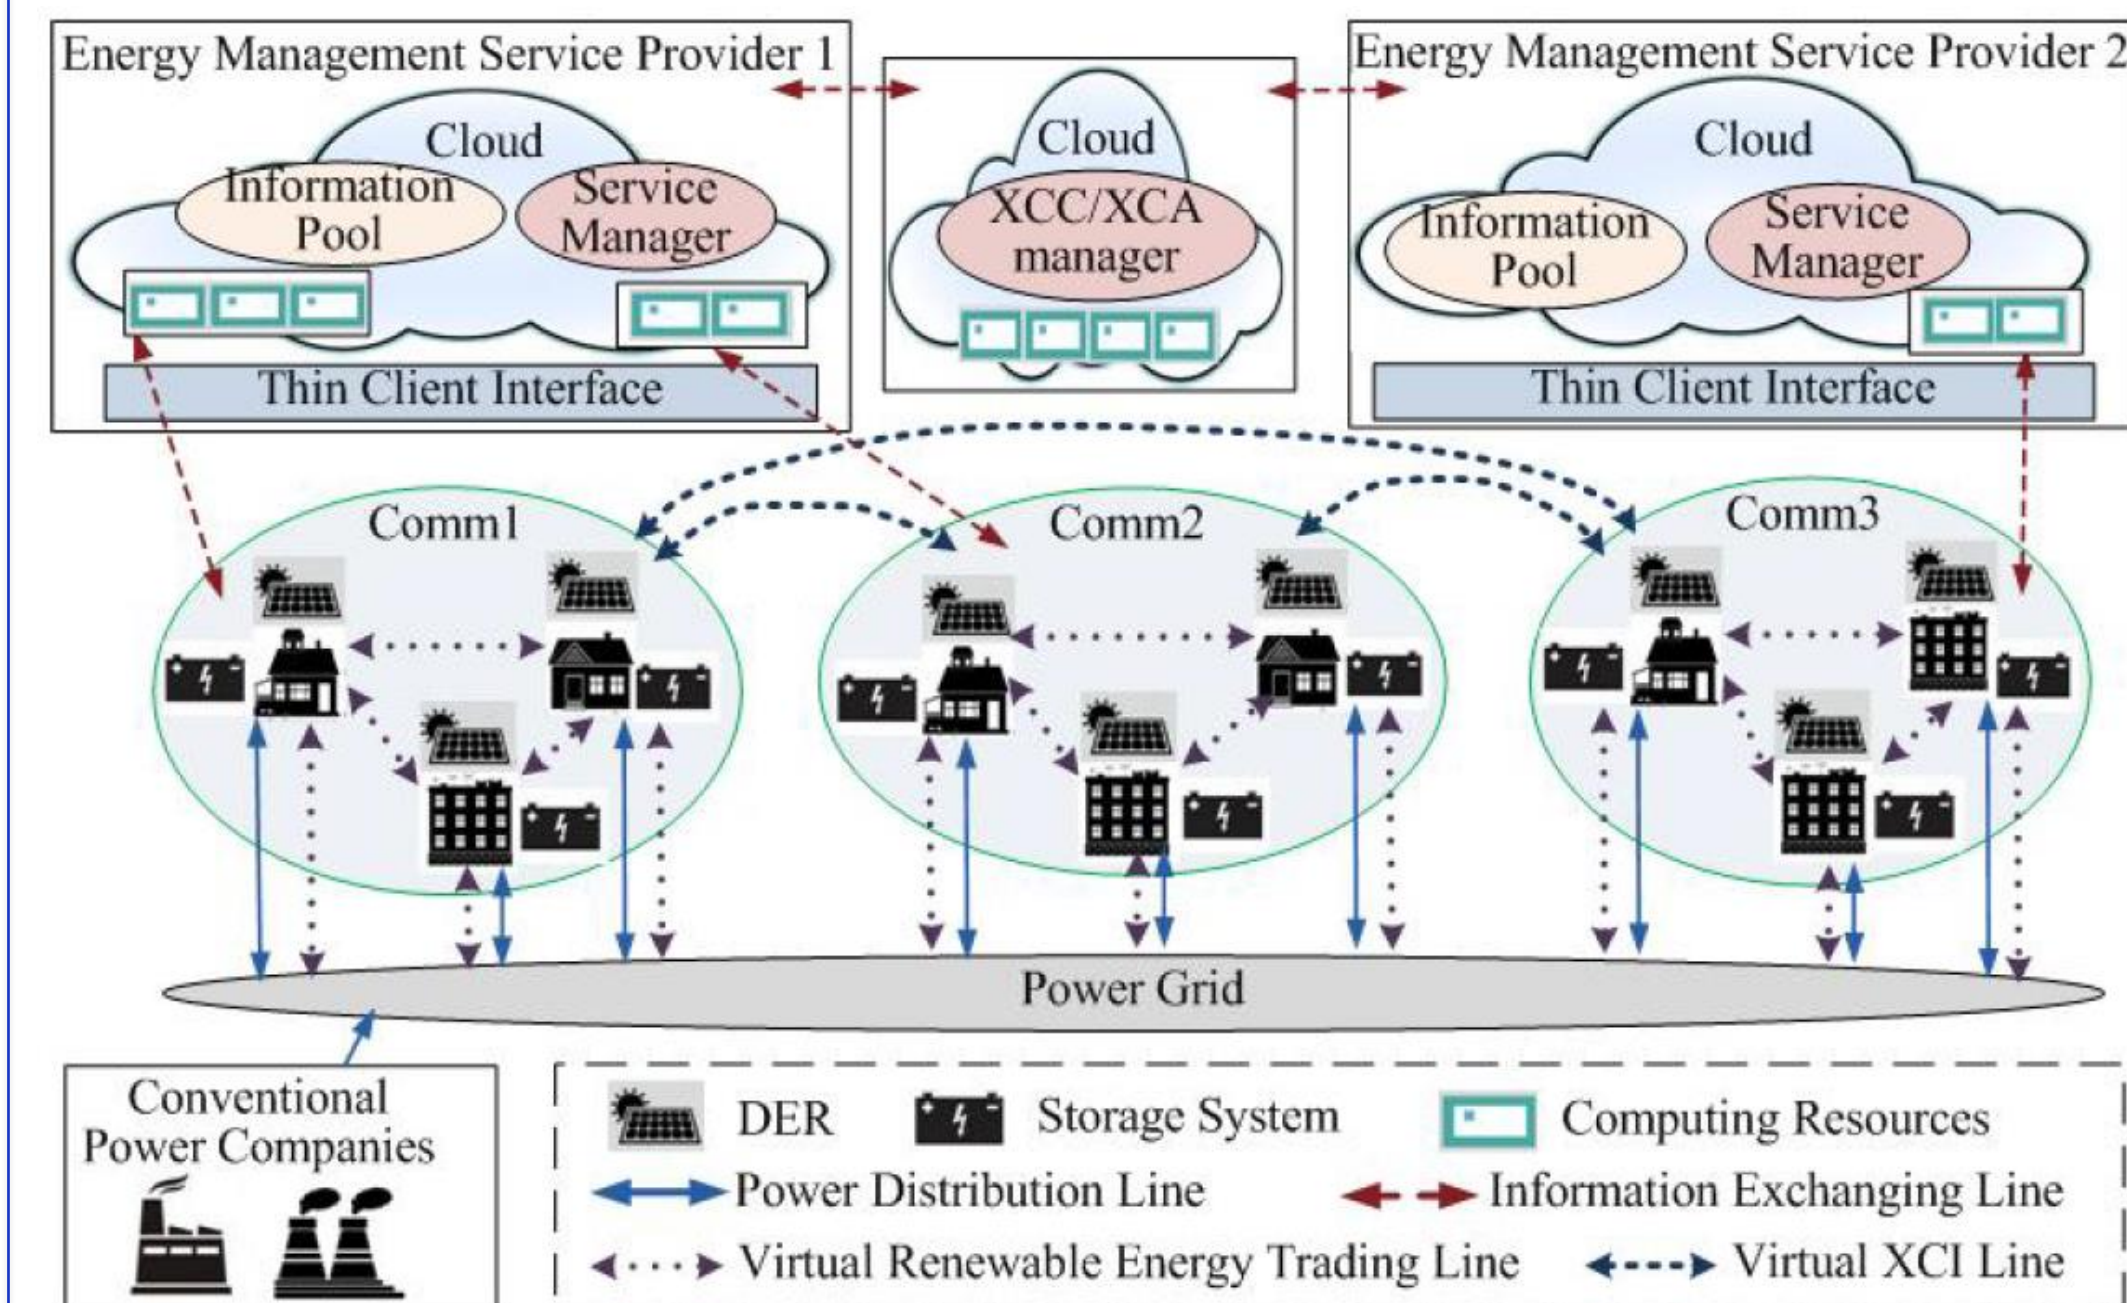 Energy Management Service Provider 1
Cloud
Information
Pool
Service
Manager
Thin Client Interface
Cloud
XCC/XCA
manager
Energy Management Service Provider 2
Cloud
Information
Pool
Service
Manager
Thin Client Interface
Comm1
Comm2
Comm3
Power Grid
Conventional
Power Companies
DER
Storage System
Computing Resources
Power Distribution Line
Information Exchanging Line
Virtual Renewable Energy Trading Line
Virtual XCI Line